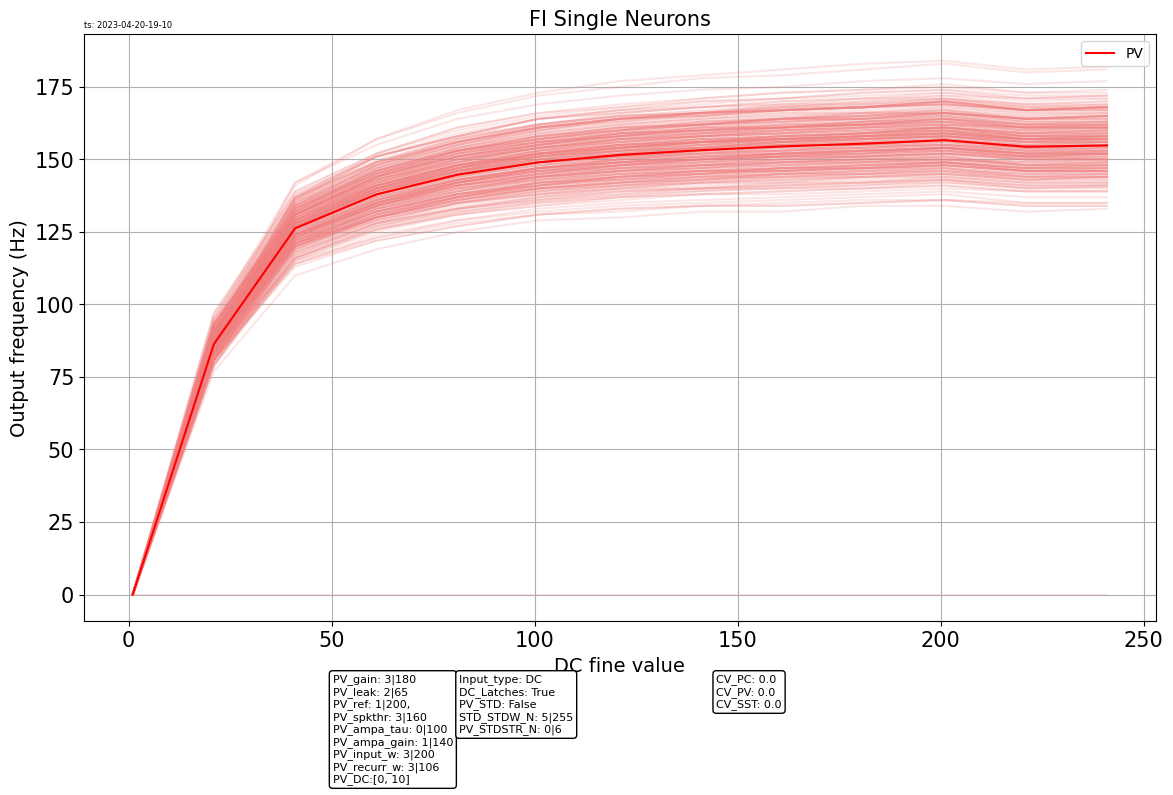 FI Single Neurons
ts: 2023-04-20-19-10
PV
Output frequency (Hz)
175
150
125
100
75
50
25
0
0 50 100 150 200 250
DC fine value
PV_gain: 3|180
PV_leak: 2|65
PV_ref: 1|200,
PV_spkthr: 3|160
PV_ampa_tau: 0|100
PV_ampa_gain: 1|140
PV_input_w: 3|200
PV_recurr_w: 3|106
PV_DC:[0, 10]
Input_type: DC
DC_Latches: True
PV_STD: False
STD_STDW_N: 5|255
PV_STDSTR_N: 0|6
CV_PC: 0.0
CV_PV: 0.0
CV_SST: 0.0